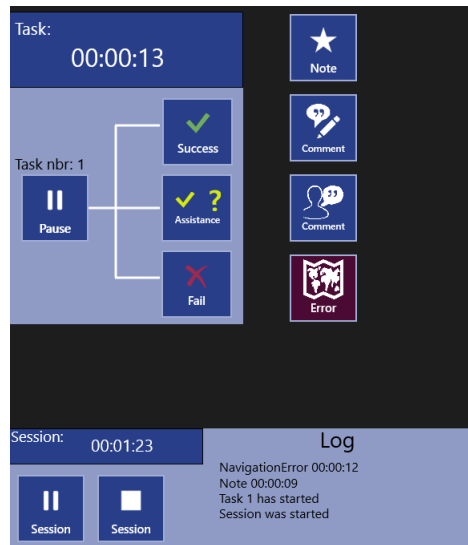 Task:
00:00:13
Task nbr: 1
Pause
Success
? Assistance
Fail
Note
Comment
Comment
Error
Session:
00:01:23
Session
Session
Log
NavigationError 00:00:12
Note 00:00:09
Task 1 has started
Session was started